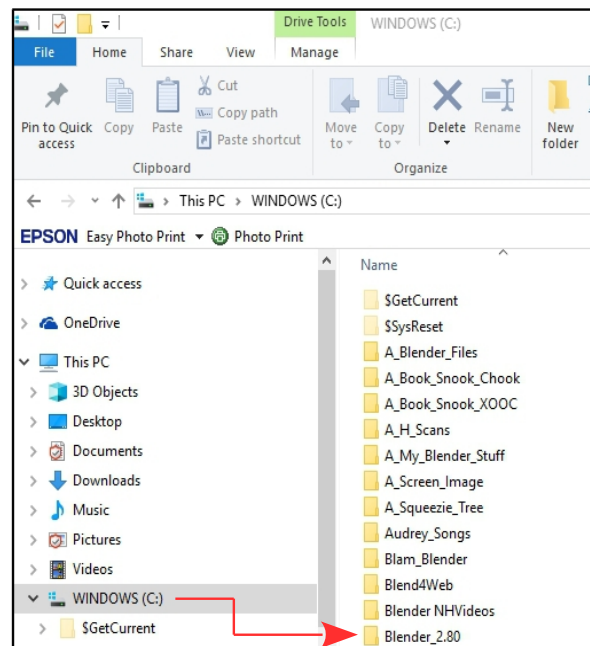 Drive Tools WINDOWS (C:)
File Home Share View Manage
Pin to Quick access
Copy
Paste
Cut
Copy path
Paste shortcut
Move to
Copy to
Delete
Rename
New folder
Clipboard
Organize
This PC > WINDOWS (C:)
EPSON Easy Photo Print Photo Print
Quick access
OneDrive
This PC
3D Objects
Desktop
Documents
Downloads
Music
Pictures
Videos
WINDOWS (C:)
$GetCurrent
Name
$GetCurrent
$SysReset
A_Blender_Files
A_Book_Snook_Chook
A_Book_Snook_XOOC
A_H_Scans
A_My_Blender_Stuff
A_Screen_Image
A_Squeezie_Tree
Audrey_Songs
Blam_Blender
Blend4Web
Blender NHVideos
Blender_2.80